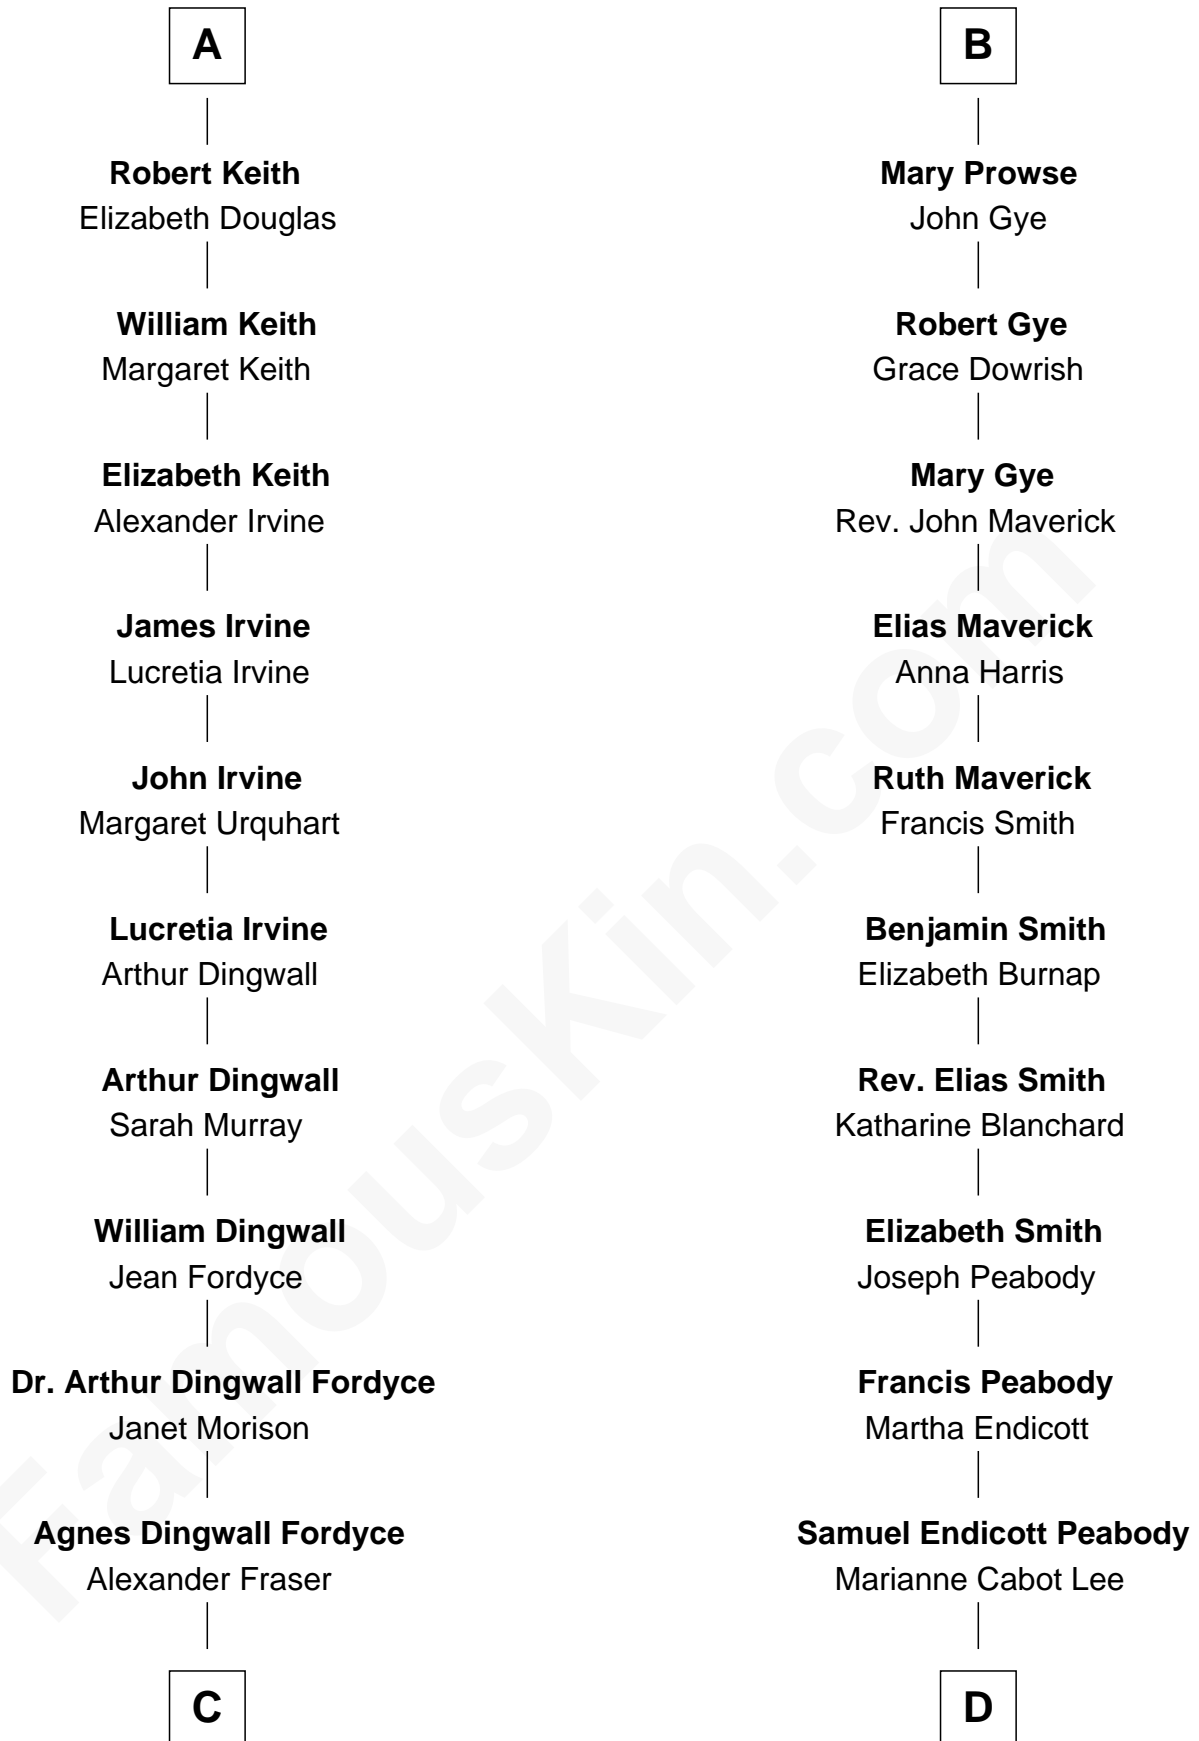 A
Robert Keith
Elizabeth Douglas
William Keith
Margaret Keith
Elizabeth Keith
Alexander Irvine
James Irvine
Lucretia Irvine
John Irvine
Margaret Urquhart
Lucretia Irvine
Arthur Dingwall
Arthur Dingwall
Sarah Murray
William Dingwall
Jean Fordyce
Dr. Arthur Dingwall Fordyce
Janet Morison
Agnes Dingwall Fordyce
Alexander Fraser
C
B
Mary Prowse
John Gye
Robert Gye
Grace Dowrish
Mary Gye
Rev. John Maverick
Elias Maverick
Anna Harris
Ruth Maverick
Francis Smith
Benjamin Smith
Elizabeth Burnap
Rev. Elias Smith
Katharine Blanchard
Elizabeth Smith
Joseph Peabody
Francis Peabody
Martha Endicott
Samuel Endicott Peabody
Marianne Cabot Lee
D
FamousKin.com